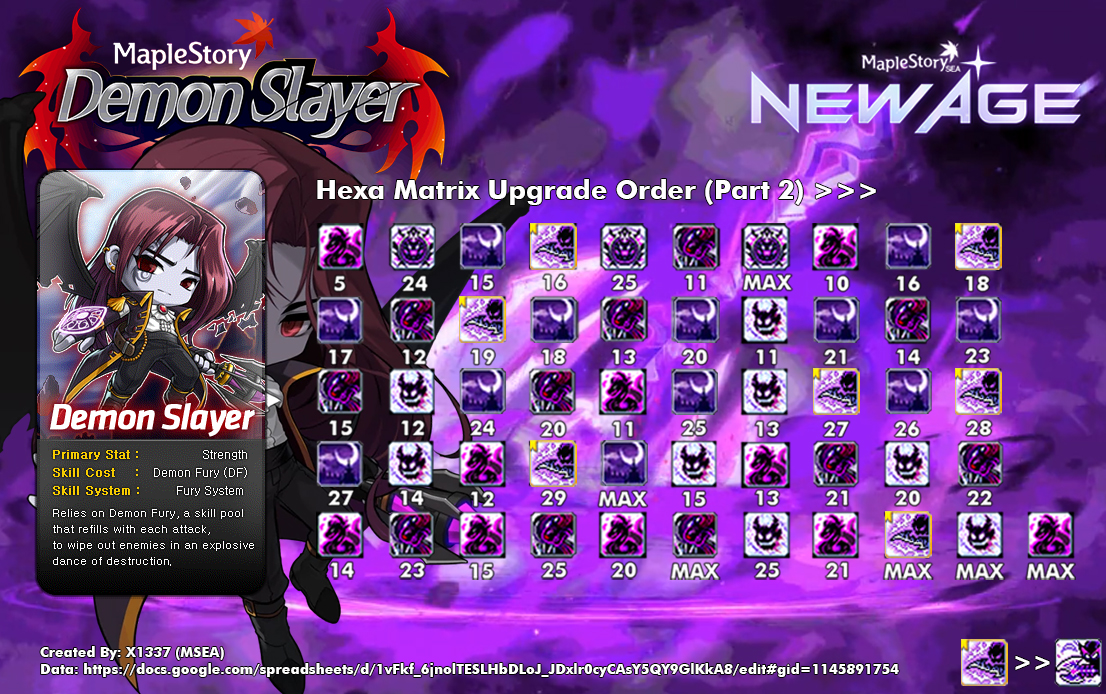 MapleStory
Demon Slayer
MapleStory SEA
NEW AGE
Hexa Matrix Upgrade Order (Part 2) >>>
5 24 15 16 25 11 MAX 10 16 18
17 12 19 18 13 20 11 21 14 23
15 12 24 20 11 25 13 27 26 28
27 14 12 29 MAX 15 13 21 20 22
14 23 15 25 20 MAX 25 21 MAX MAX MAX
Demon Slayer
Primary Stat : Strength
Skill Cost : Demon Fury (DF)
Skill System : Fury System
Relies on Demon Fury, a skill pool
that refills with each attack,
to wipe out enemies in an explosive
dance of destruction,
Created By: X1337 (MSEA)
Data: https://docs.google.com/spreadsheets/d/1vFkf_6jnolTESLHbDLoJ_JDxlr0cyCAsY5QY9GlKkA8/edit#gid=1145891754
>>